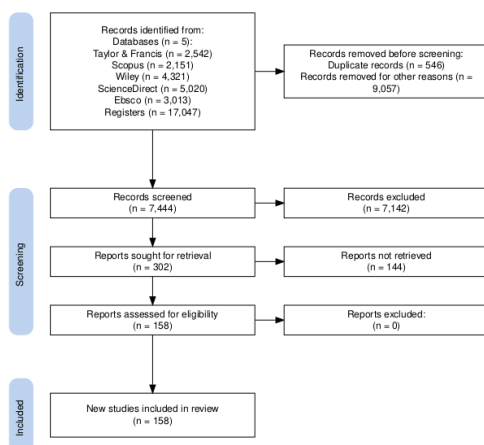 Identification
Records identified from:
Databases (n = 5):
Taylor & Francis (n = 2,542)
Scopus (n = 2,151)
Wiley (n = 4,321)
ScienceDirect (n = 5,020)
Ebsco (n = 3,013)
Registers (n = 17,047)
Records removed before screening:
Duplicate records (n = 546)
Records removed for other reasons (n =
9,057)
Screening
Records screened
(n = 7,444)
Records excluded
(n = 7,142)
Reports sought for retrieval
(n = 302)
Reports not retrieved
(n = 144)
Reports assessed for eligibility
(n = 158)
Reports excluded:
(n = 0)
Included
New studies included in review
(n = 158)